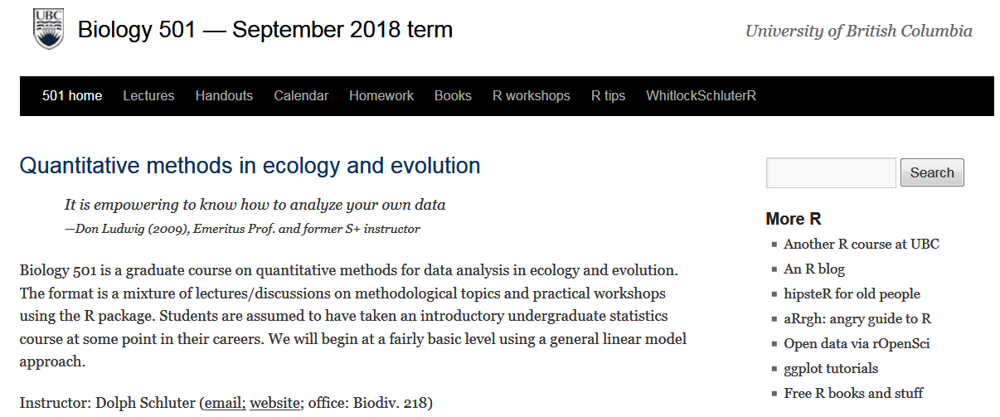 UBC
Biology 501 — September 2018 term
University of British Columbia
501 home Lectures Handouts Calendar Homework Books R workshops R tips WhitlockSchluterR
Quantitative methods in ecology and evolution
It is empowering to know how to analyze your own data
—Don Ludwig (2009), Emeritus Prof. and former S+ instructor
Biology 501 is a graduate course on quantitative methods for data analysis in ecology and evolution.
The format is a mixture of lectures/discussions on methodological topics and practical workshops
using the R package. Students are assumed to have taken an introductory undergraduate statistics
course at some point in their careers. We will begin at a fairly basic level using a general linear model
approach.
Instructor: Dolph Schluter (email; website; office: Biodiv. 218)
Search
More R
Another R course at UBC
An R blog
hipsteR for old people
aRrgh: angry guide to R
Open data via rOpenSci
ggplot tutorials
Free R books and stuff